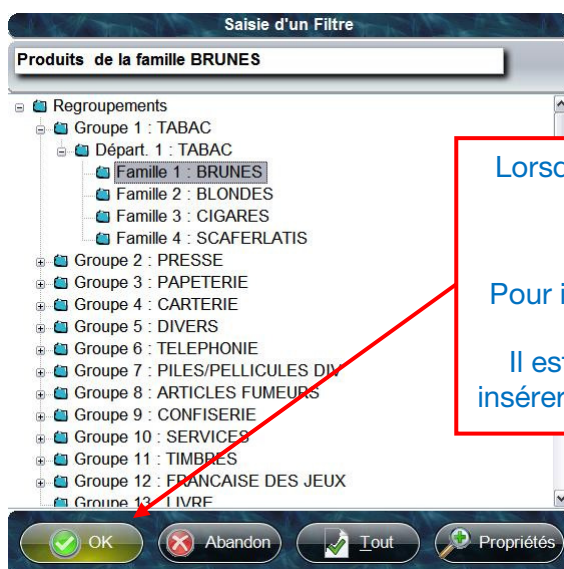 Saisie d'un Filtre
Produits de la famille BRUNES
Regroupements
Groupe 1 : TABAC
Départ. 1 : TABAC
Famille 1 : BRUNES
Famille 2 : BLONDES
Famille 3 : CIGARES
Famille 4 : SCAFERLATIS
Groupe 2 : PRESSE
Groupe 3 : PAPETERIE
Groupe 4 : CARTERIE
Groupe 5 : DIVERS
Groupe 6 : TELEPHONIE
Groupe 7 : PILES/PELLICULES DIV
Groupe 8 : ARTICLES FUMEURS
Groupe 9 : CONFISERIE
Groupe 10 : SERVICES
Groupe 11 : TIMBRES
Groupe 12 : FRANCAISE DES JEUX
Groupe 13 : LIVRE
Pour
Il
insérer
OK
Abandon
Tout
Propriétés